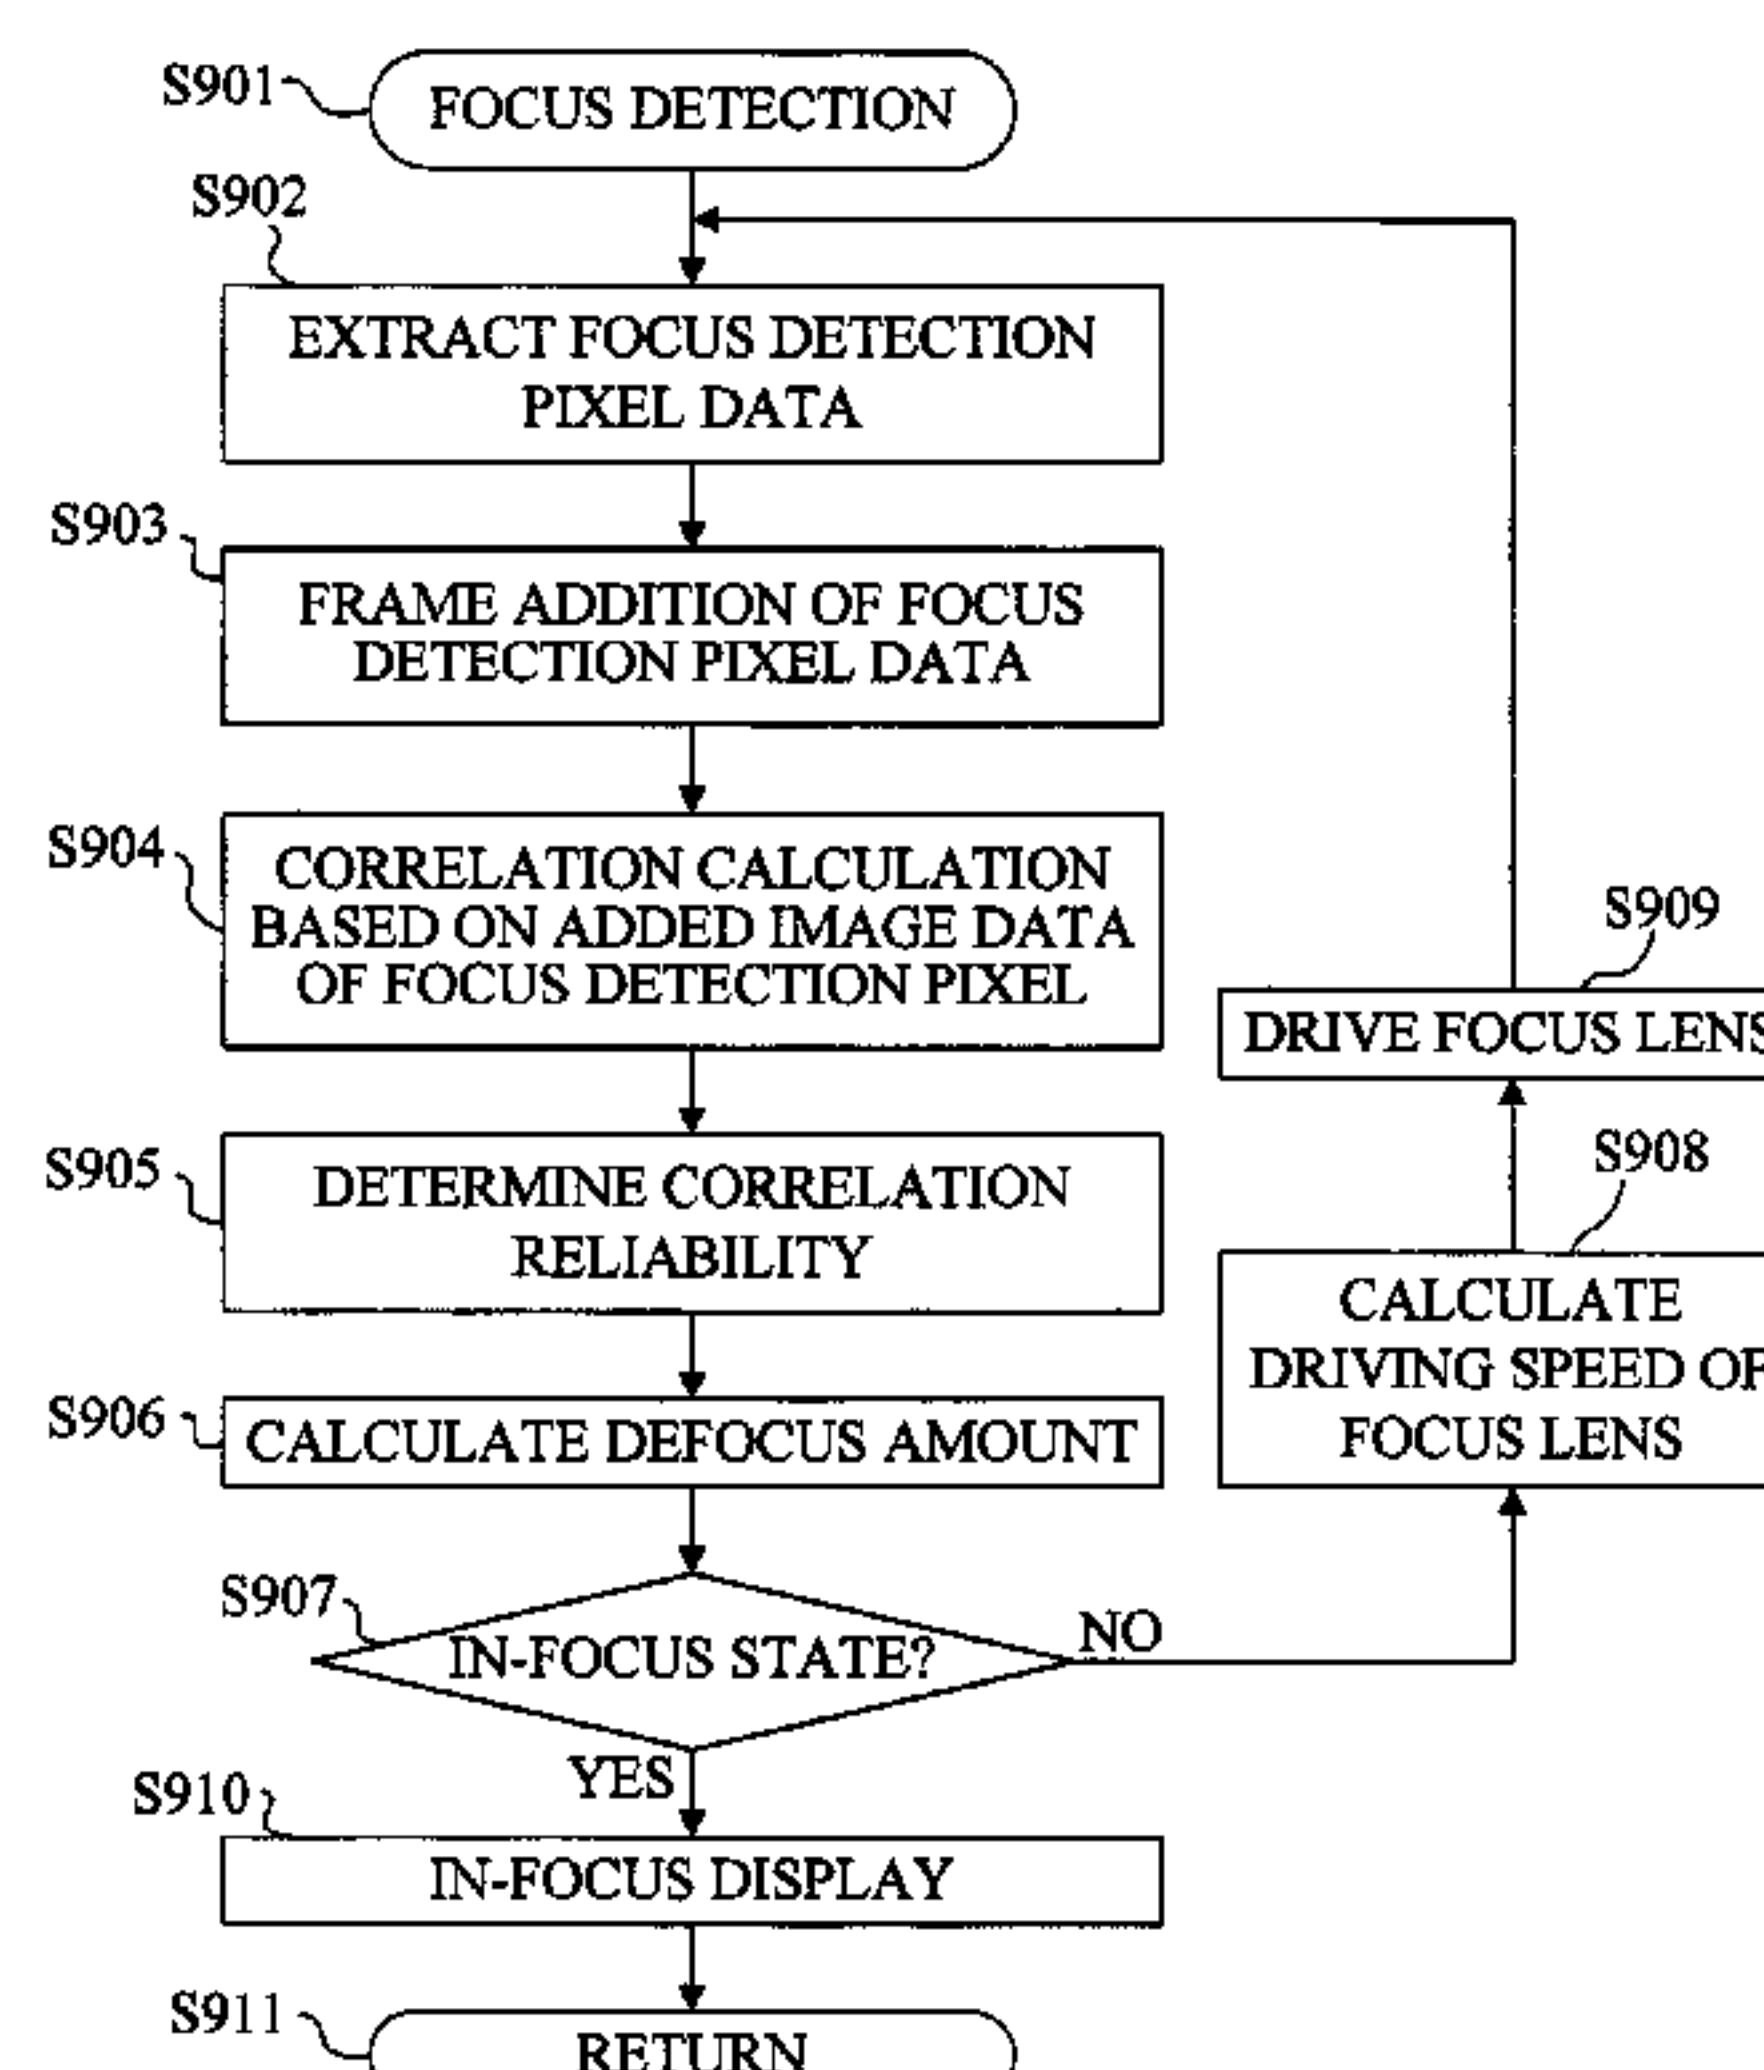 S901
FOCUS DETECTION
S902
EXTRACT FOCUS DETECTION
PIXEL DATA
S903
FRAME ADDITION OF FOCUS
DETECTION PIXEL DATA
S904
CORRELATION CALCULATION
BASED ON ADDED IMAGE DATA
OF FOCUS DETECTION PIXEL
S905
DETERMINE CORRELATION
RELIABILITY
S906
CALCULATE DEFOCUS AMOUNT
S907
IN-FOCUS STATE?
NO
YES
S908
CALCULATE
DRIVING SPEED OF
FOCUS LENS
S909
DRIVE FOCUS LENS
S910
IN-FOCUS DISPLAY
S911
RETURN